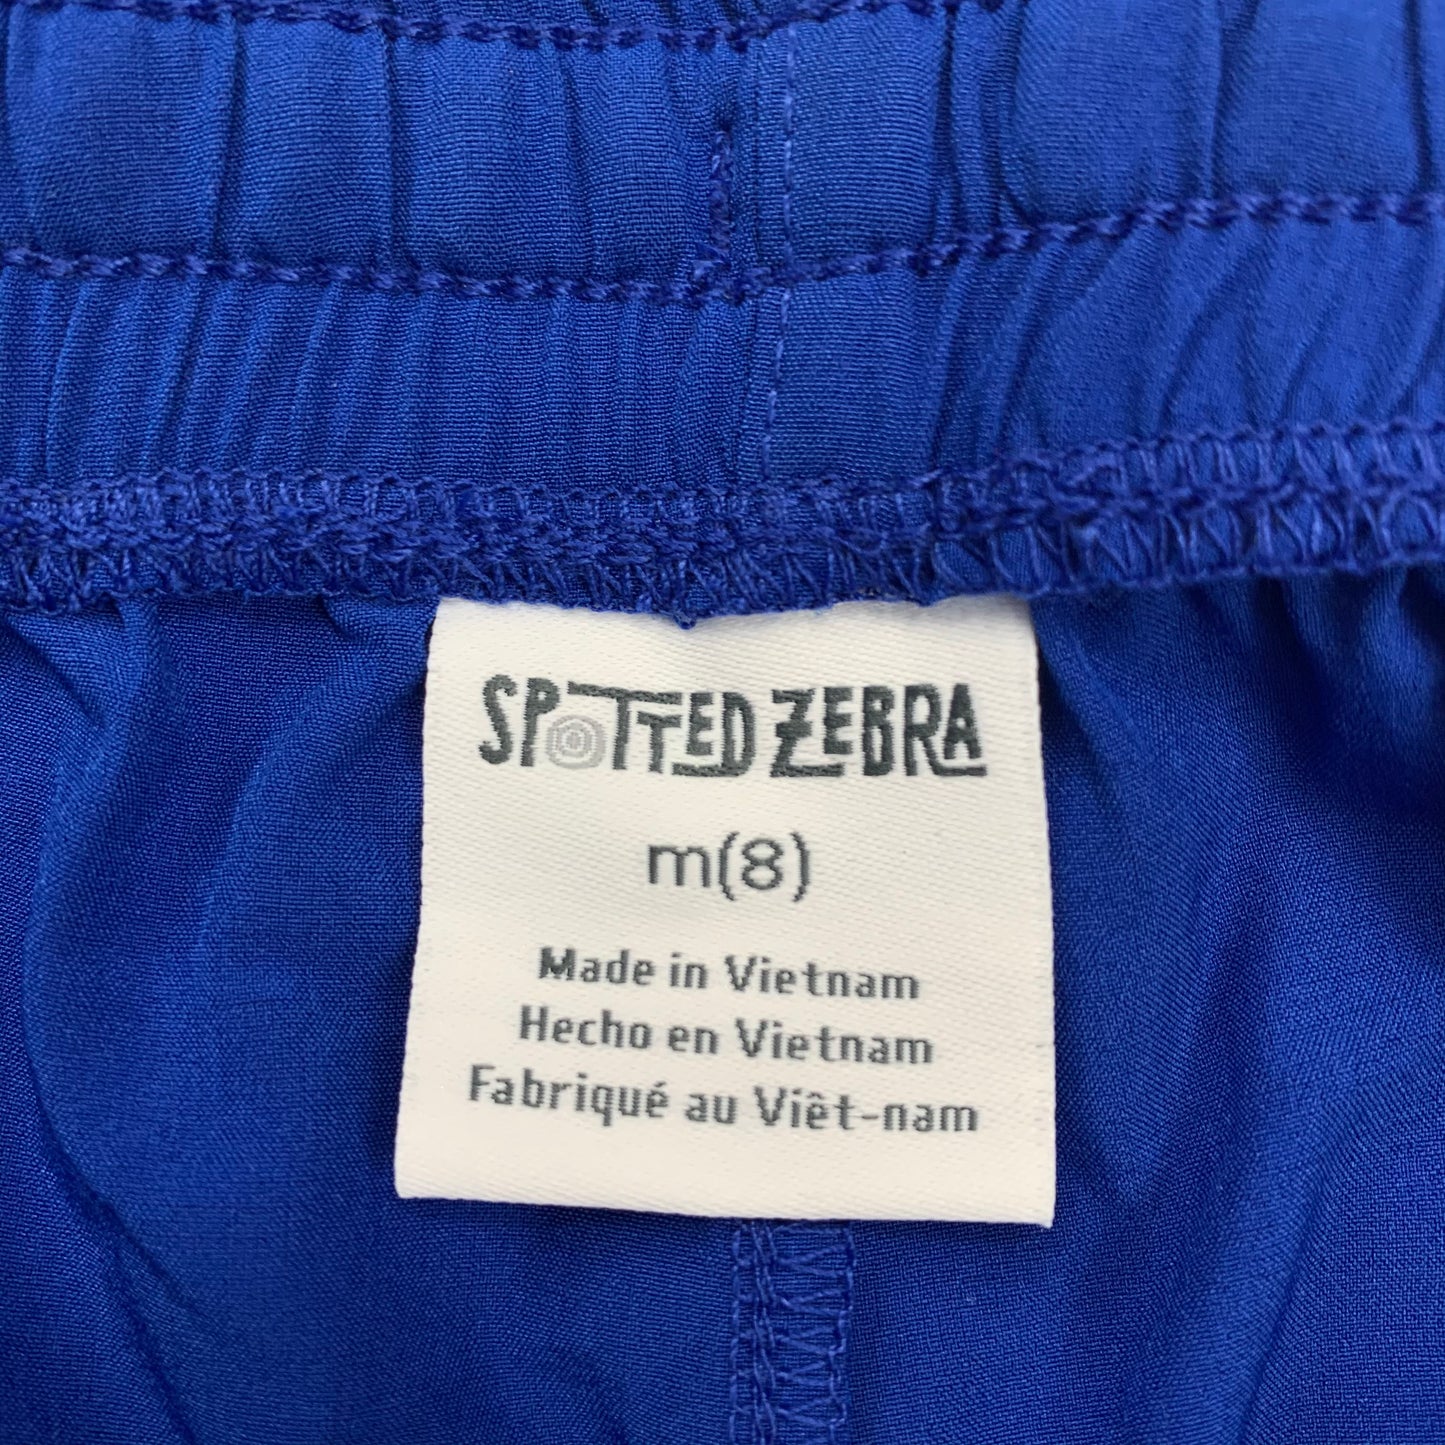 SPOTTED ZEBRA
m(8)
Made in Vietnam
Hecho en Vietnam
Fabriqué au Viêt-nam